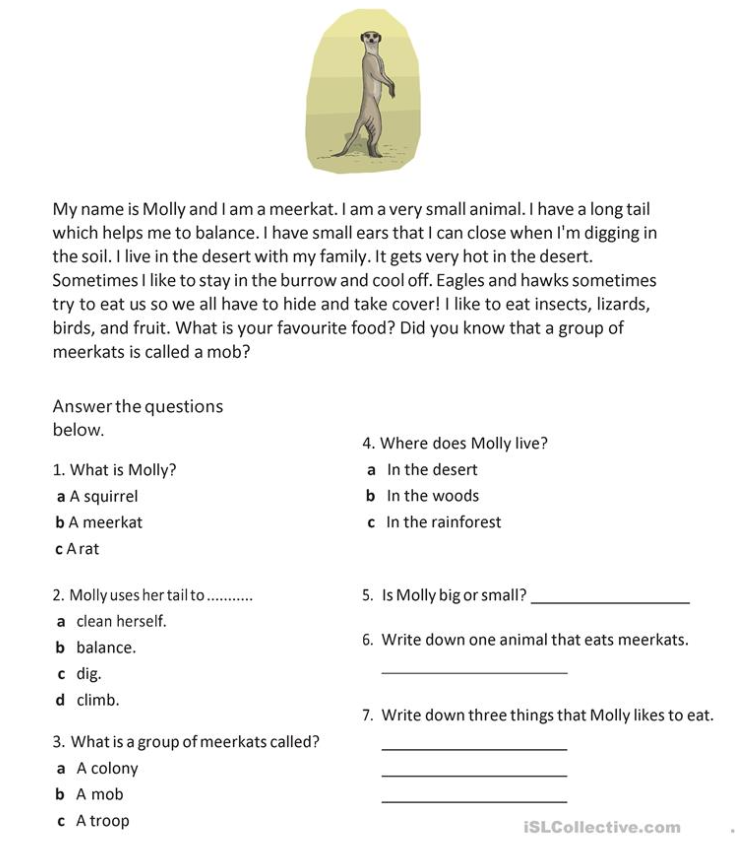 My name is Molly and I am a meerkat. I am a very small animal. I have a long tail
which helps me to balance. I have small ears that I can close when I'm digging in
the soil. I live in the desert with my family. It gets very hot in the desert.
Sometimes I like to stay in the burrow and cool off. Eagles and hawks sometimes
try to eat us so we all have to hide and take cover! I like to eat insects, lizards,
birds, and fruit. What is your favourite food? Did you know that a group of
meerkats is called a mob?
Answer the questions
below.
1. What is Molly?
a A squirrel
b A meerkat
c A rat
2. Molly uses her tail to ...........
a clean herself.
b balance.
c dig.
d climb.
3. What is a group of meerkats called?
a A colony
b A mob
c A troop
4. Where does Molly live?
a In the desert
b In the woods
c In the rainforest
5. Is Molly big or small? ____________________
6. Write down one animal that eats meerkats.
7. Write down three things that Molly likes to eat.
iSLCollective.com